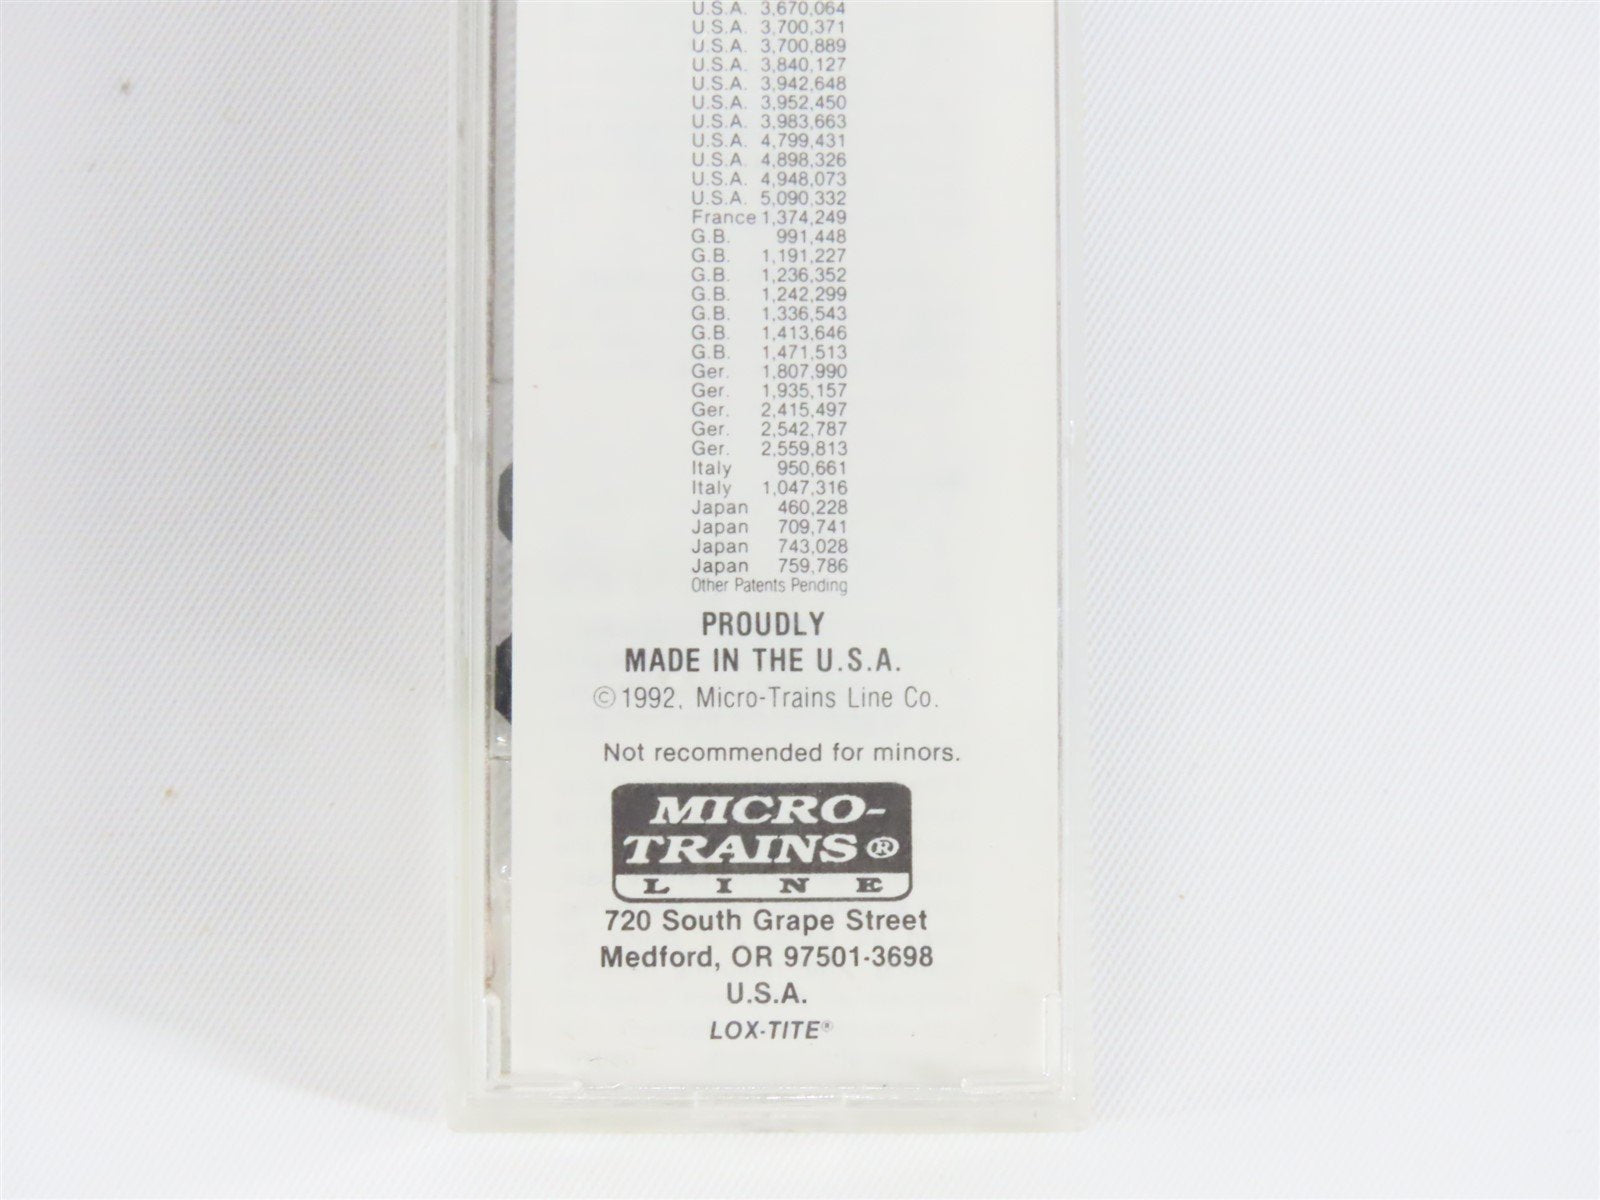 U.S.A. 3,670,064
U.S.A. 3,700,371
U.S.A. 3,700,889
U.S.A. 3,840,127
U.S.A. 3,942,648
U.S.A. 3,952,450
U.S.A. 3,983,663
U.S.A. 4,799,431
U.S.A. 4,898,326
U.S.A. 4,948,073
U.S.A. 5,090,332
France 1,374,249
G.B. 991,448
G.B. 1,191,227
G.B. 1,236,352
G.B. 1,242,299
G.B. 1,336,543
G.B. 1,413,646
G.B. 1,471,513
Ger. 1,807,990
Ger. 1,935,157
Ger. 2,415,497
Ger. 2,542,787
Ger. 2,559,813
Italy 950,661
Italy 1,047,316
Japan 460,228
Japan 709,741
Japan 743,028
Japan 759,786
Other Patents Pending
PROUDLY
MADE IN THE U.S.A.
©1992, Micro-Trains Line Co.
Not recommended for minors.
MICRO-
TRAINS®
LINE
720 South Grape Street
Medford, OR 97501-3698
U.S.A.
LOX-TITE®